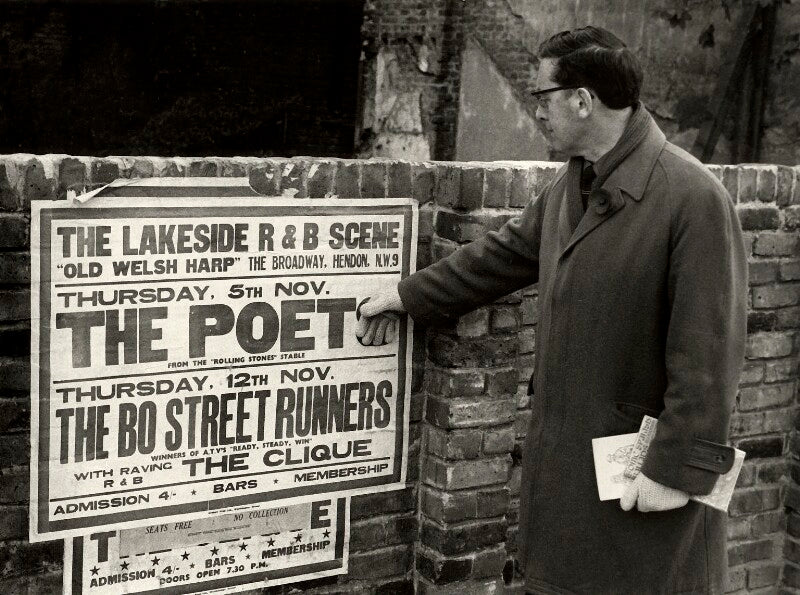 THE LAKESIDE R & B SCENE
"OLD WELSH HARP" THE BROADWAY, HENDON, N.W.9
THURSDAY, 5TH NOV.
THE POET
FROM THE "ROLLING STONES" STABLE
THURSDAY, 12TH NOV.
THE BO STREET RUNNERS
WINNERS OF A.T.V'S "READY, STEADY, WIN"
WITH RAVING R & B THE CLIQUE
ADMISSION 4/- * BARS * MEMBERSHIP
T E
SEATS FREE NO COLLECTION
ADMISSION 4/- * BARS * MEMBERSHIP
DOORS OPEN 7.30 P.M.